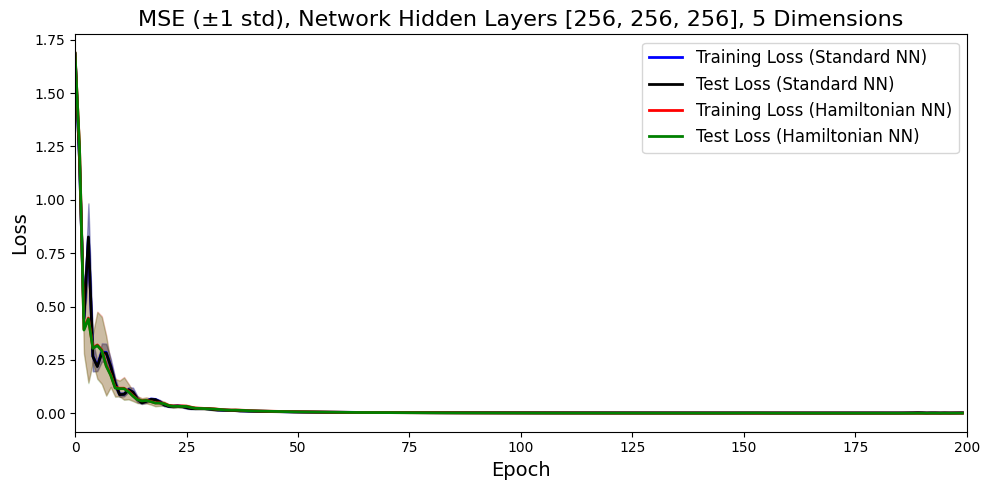 MSE (±1 std), Network Hidden Layers [256, 256, 256], 5 Dimensions
Training Loss (Standard NN)
Test Loss (Standard NN)
Training Loss (Hamiltonian NN)
Test Loss (Hamiltonian NN)
1.75
1.50
1.25
1.00
0.75
0.50
0.25
0.00
Loss
0 25 50 75 100 125 150 175 200
Epoch